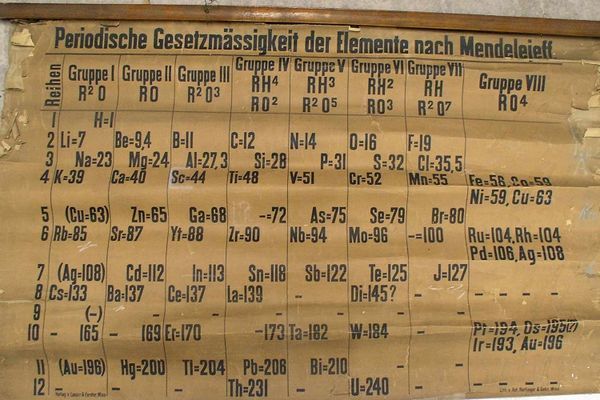 Periodische Gesetzmässigkeit der Elemente nach Mendelejeff.
Reihen Gruppe I Gruppe II Gruppe III Gruppe IV Gruppe V Gruppe VI Gruppe VII Gruppe VIII
RH⁴ RH³ RH² RH
R²O RO R²O³ RO² R²O⁵ RO³ R²O⁷ RO⁴
1 H=1
2 Li=7 Be=9,4 B=11 C=12 N=14 O=16 F=19
3 Na=23 Mg=24 Al=27,3 Si=28 P=31 S=32 Cl=35,5
4 K=39 Ca=40 Sc=44 Ti=48 V=51 Cr=52 Mn=55 Fe=56, Co=59
Ni=59, Cu=63
5 (Cu=63) Zn=65 Ga=68 -=72 As=75 Se=79 Br=80
6 Rb=85 Sr=87 Yt=88 Zr=90 Nb=94 Mo=96 -=100 Ru=104, Rh=104
Pd=106, Ag=108
7 (Ag=108) Cd=112 In=113 Sn=118 Sb=122 Te=125 J=127
8 Cs=133 Ba=137 Ce=137 La=139 - Di=145? - - - - -
9 (-) - - - - - -
10 - 165 - 169 Er=170 -173 Ta=182 W=184 - Pt=194, Os=195(?)
Ir=193, Au=196
11 (Au=196) Hg=200 Tl=204 Pb=206 Bi=210 - -
12 - - - Th=231 - U=240 - - - - -